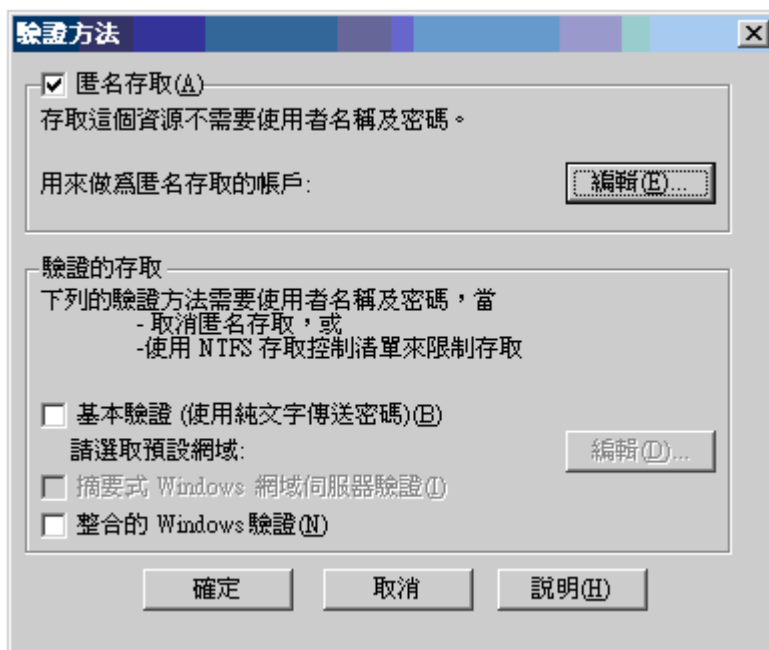 驗證方法
匿名存取(A)
存取這個資源不需要使用者名稱及密碼。
用來做為匿名存取的帳戶:
編輯(E)...
驗證的存取
下列的驗證方法需要使用者名稱及密碼，當
- 取消匿名存取，或
-使用 NTFS 存取控制清單來限制存取
基本驗證 (使用純文字傳送密碼)(B)
請選取預設網域:
編輯(D)...
摘要式 Windows 網域伺服器驗證(I)
整合的 Windows 驗證(N)
確定
取消
說明(H)